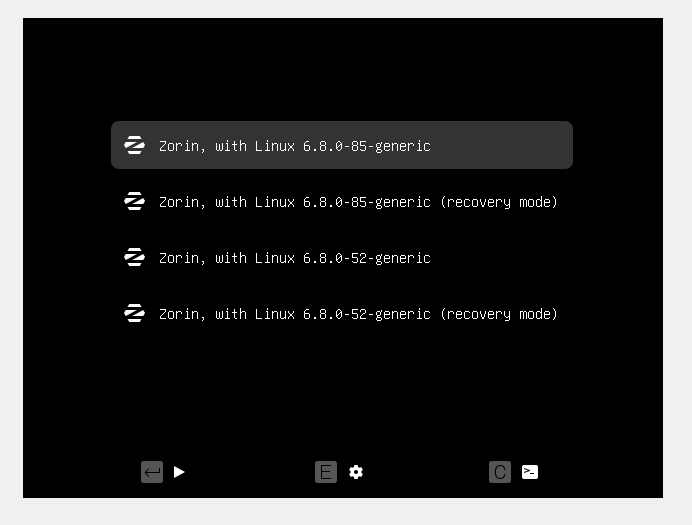 Zorin, with Linux 6.8.0-85-generic
Zorin, with Linux 6.8.0-85-generic (recovery mode)
Zorin, with Linux 6.8.0-52-generic
Zorin, with Linux 6.8.0-52-generic (recovery mode)
E C